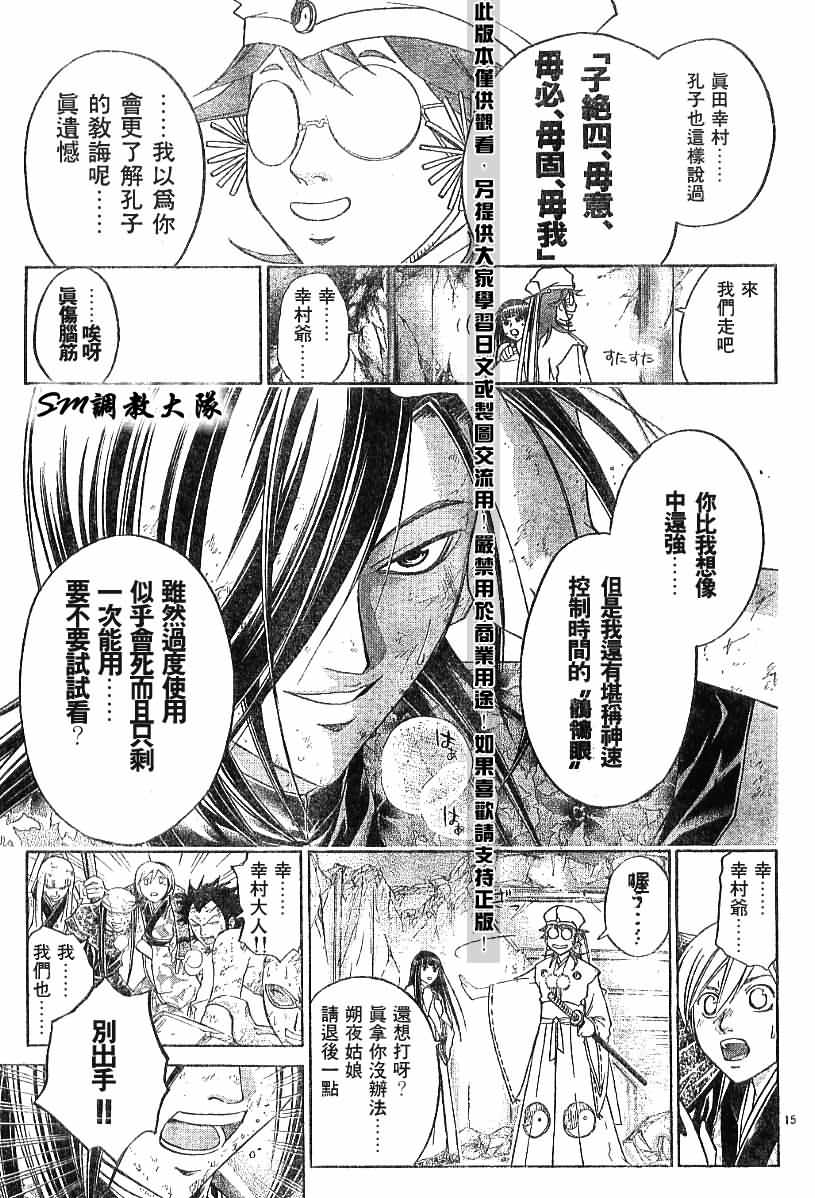 眞田幸村
孔子也這樣說過
「子絕四、毋意、
毋必、毋固、毋我」
……我以爲你
會更了解孔子
的教誨呢……
眞遺憾
來
我們走吧
すたすた
幸……
幸村爺……
……唉呀
眞傷腦筋
SM調教大隊
你比我想像
中還強……
但是我還有堪稱神速
控制時間的〝鶺鴒眼〞
はぁ
はぁ
雖然過度使用
似乎會死而且只剩
一次能用……
要不要試試看?
幸……
幸村爺……
喔?……
還想打呀?
眞拿你沒辦法……
朔夜姑娘
請退後一點
幸……
幸村大人!!
我……
我們也……
別出手!!
15
此版本僅供觀看﹐另提供大家學習日文或製圖交流用!嚴禁用於商業用途!如果喜歡請支持正版!